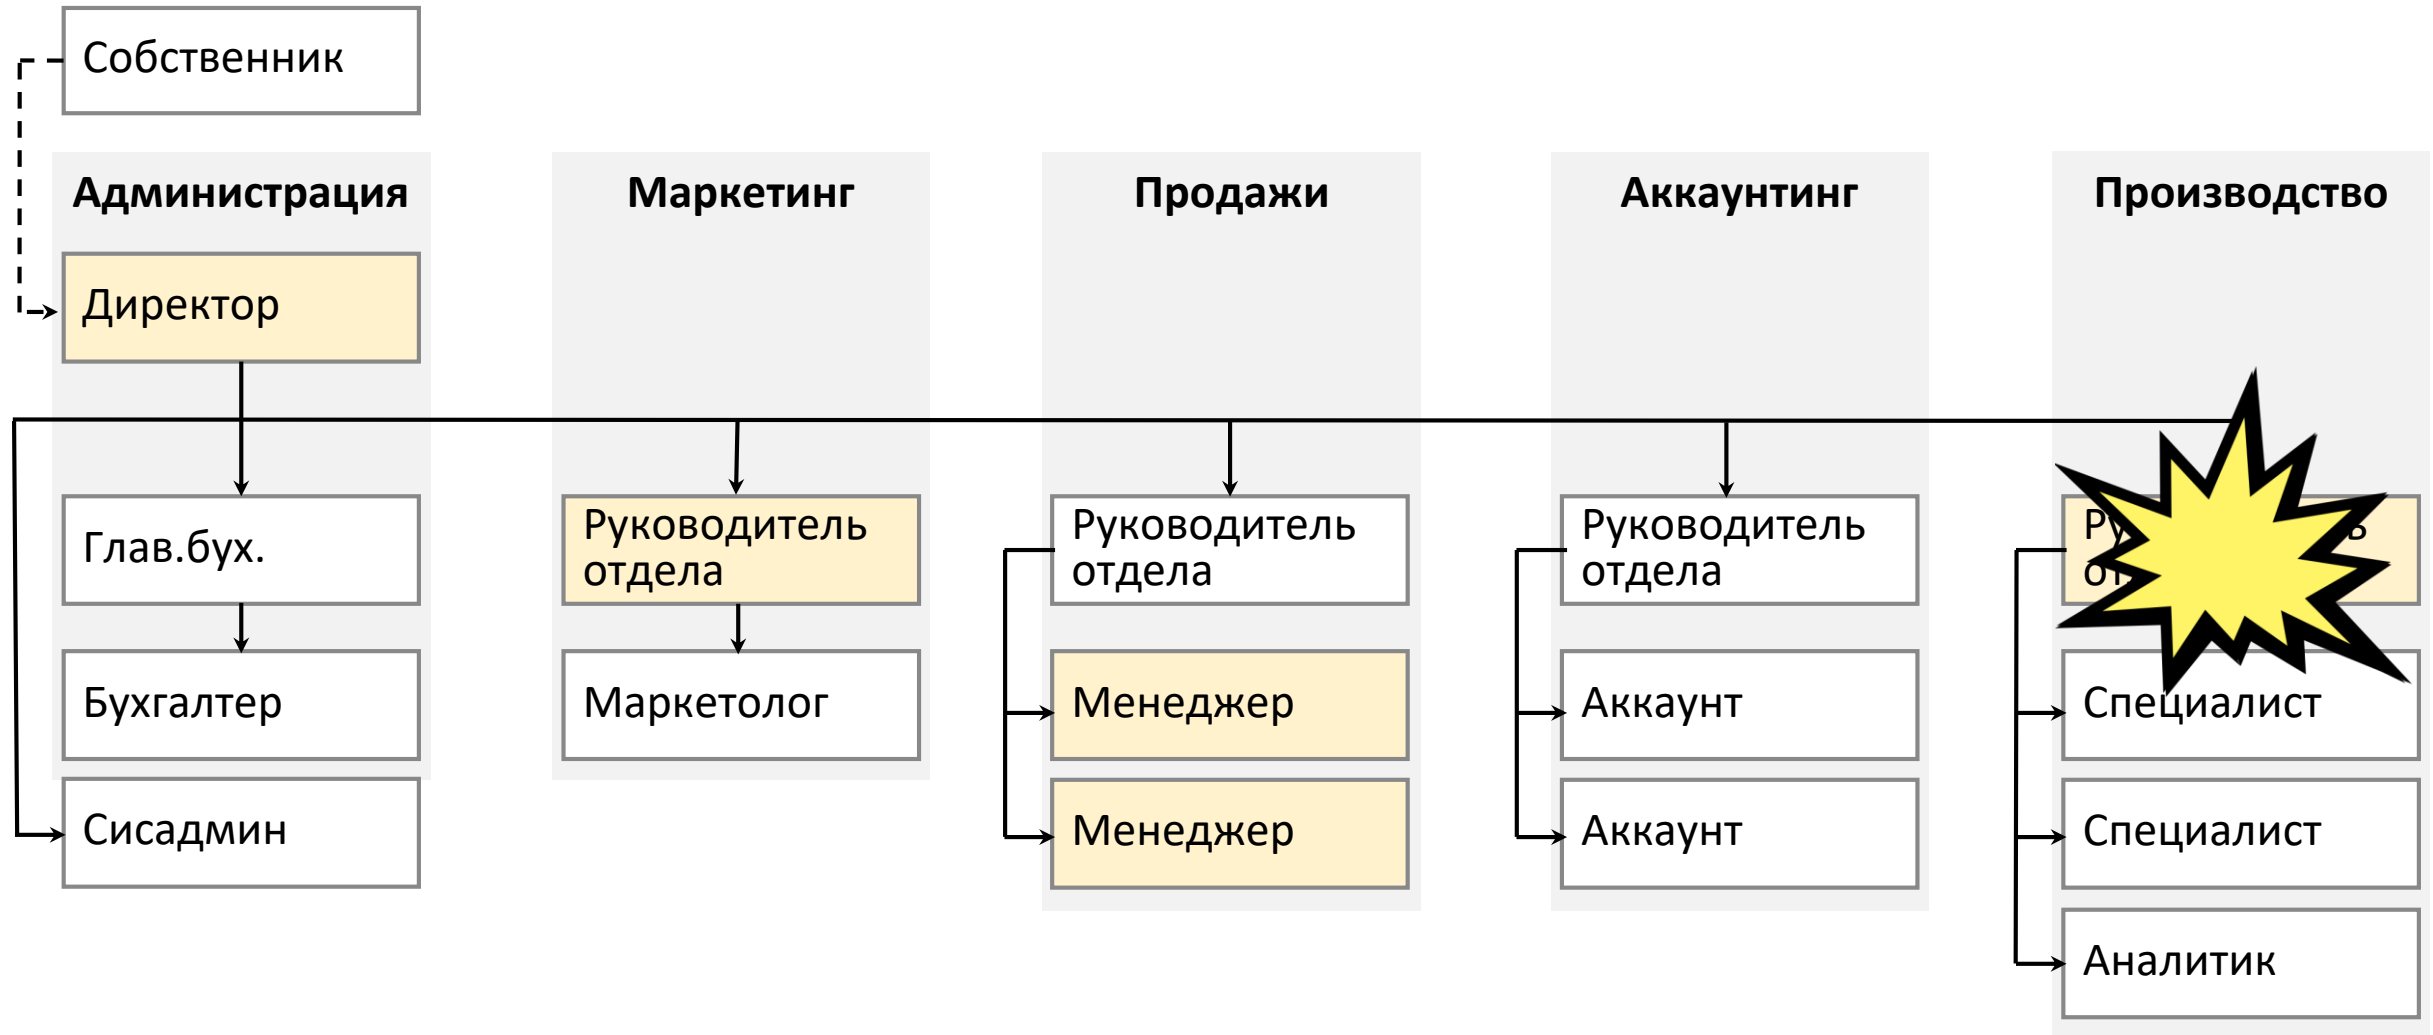 Собственник
Администрация
Маркетинг
Продажи
Аккаунтинг
Производство
Директор
Глав.бух.
Руководитель
отдела
Руководитель
отдела
Руководитель
отдела
Бухгалтер
Маркетолог
Менеджер
Аккаунт
Специалист
Сисадмин
Менеджер
Аккаунт
Специалист
Аналитик